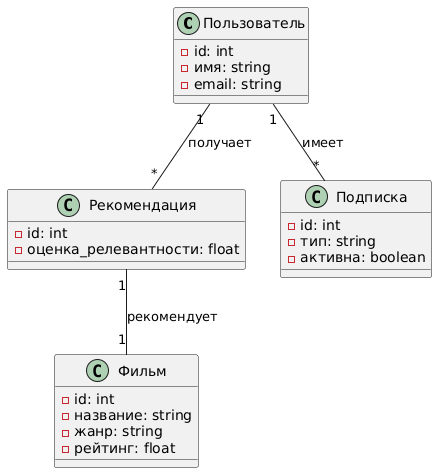 C Пользователь
id: int
имя: string
email: string
1
1
получает
имеет
*
*
C Рекомендация
id: int
оценка_релевантности: float
C Подписка
id: int
тип: string
активна: boolean
1
рекомендует
1
C Фильм
id: int
название: string
жанр: string
рейтинг: float